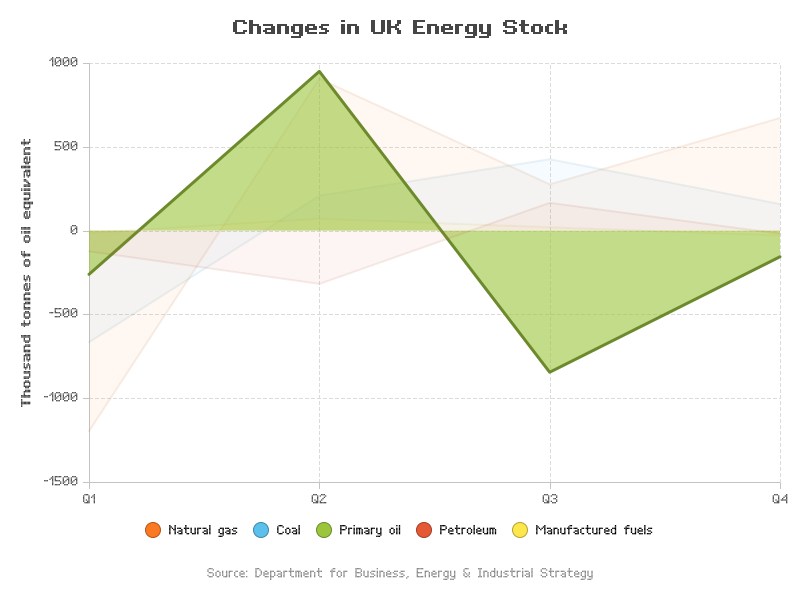 Changes in UK Energy Stock
Thousand tonnes of oil equivalent
1000
500
0
-500
-1000
-1500
Q1 Q2 Q3 Q4
Natural gas Coal Primary oil Petroleum Manufactured fuels
Source: Department for Business, Energy & Industrial Strategy